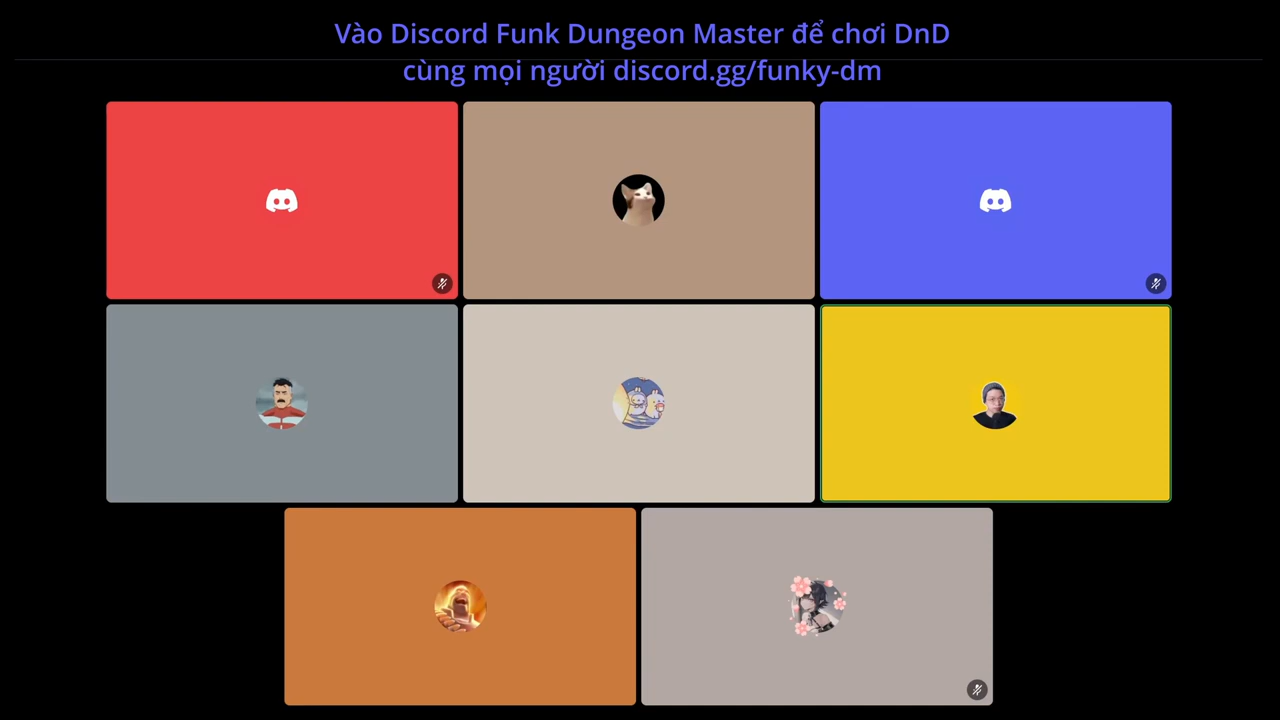 Vào Discord Funk Dungeon Master để chơi DnD
cùng mọi người discord.gg/funky-dm